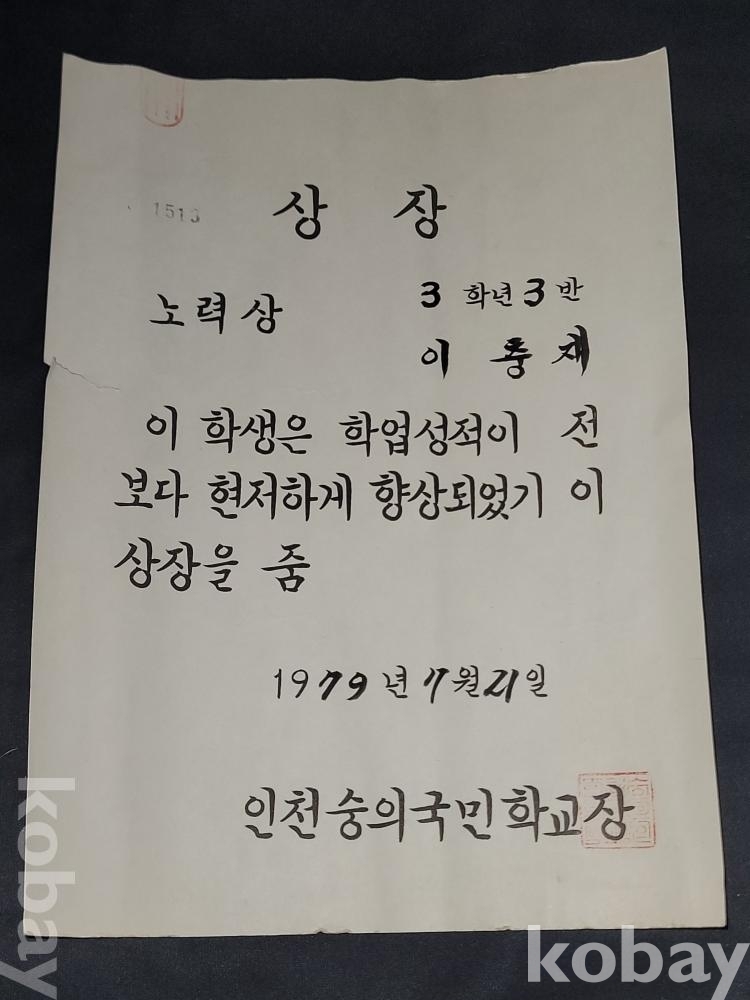 상 장
노력상
3 학년 3 반
이
이 학생은 학업성적이 전
보다 현저하게 향상되었기 이
상장을 줌
1979년 7월 21일
인천숭의국민학교장
kobay
kobay